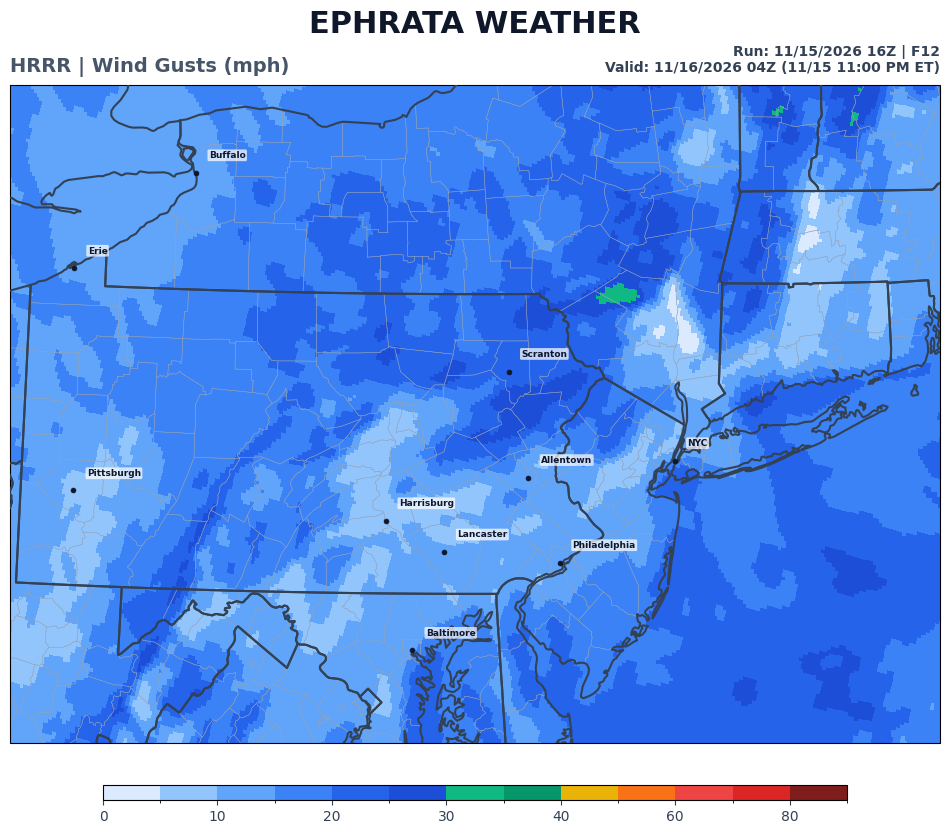 EPHRATA WEATHER
HRRR | Wind Gusts (mph)
Run: 11/15/2026 16Z | F12
Valid: 11/16/2026 04Z (11/15 11:00 PM ET)
Buffalo
Erie
Scranton
NYC
Allentown
Pittsburgh
Harrisburg
Lancaster
Philadelphia
Baltimore
0 10 20 30 40 50 60 70 80